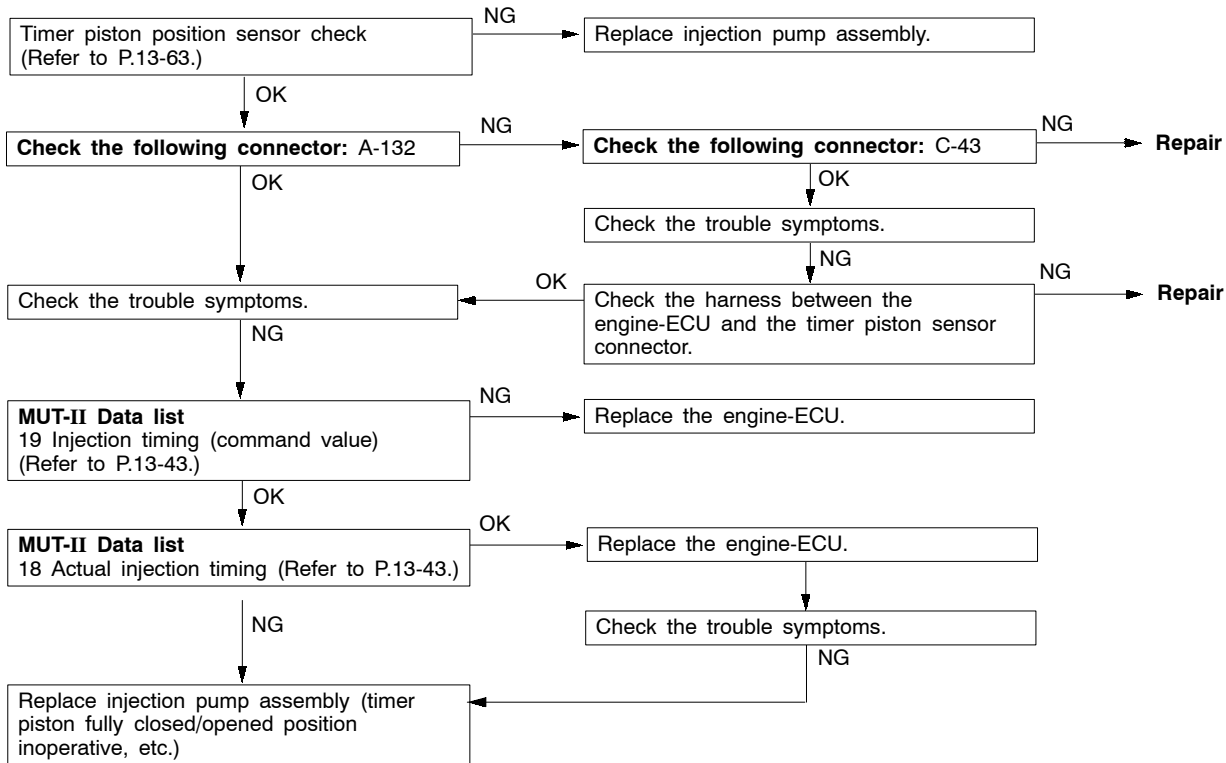 Timer piston position sensor check
(Refer to P.13-63.)
NG
Replace injection pump assembly.
OK
Check the following connector: A-132
NG
Check the following connector: C-43
NG
Repair
OK
OK
Check the trouble symptoms.
NG
Check the trouble symptoms.
OK
Check the harness between the
engine-ECU and the timer piston sensor
connector.
NG
Repair
NG
MUT-II Data list
19 Injection timing (command value)
(Refer to P.13-43.)
NG
Replace the engine-ECU.
OK
MUT-II Data list
18 Actual injection timing (Refer to P.13-43.)
OK
Replace the engine-ECU.
NG
Check the trouble symptoms.
NG
Replace injection pump assembly (timer
piston fully closed/opened position
inoperative, etc.)